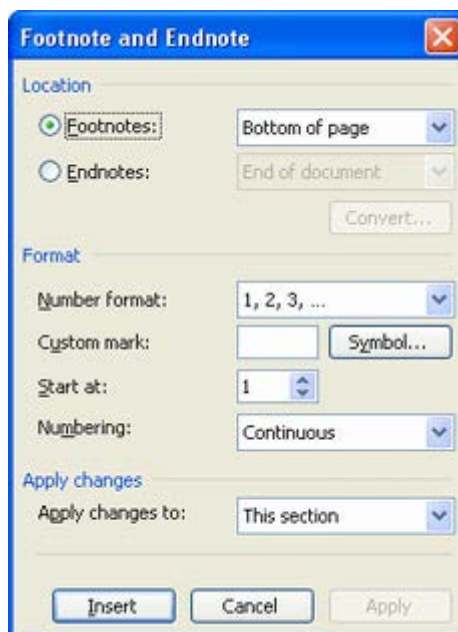 Footnote and Endnote
Location
Footnotes: Bottom of page
Endnotes: End of document
Convert...
Format
Number format: 1, 2, 3, ...
Custom mark: Symbol...
Start at: 1
Numbering: Continuous
Apply changes
Apply changes to: This section
Insert Cancel Apply